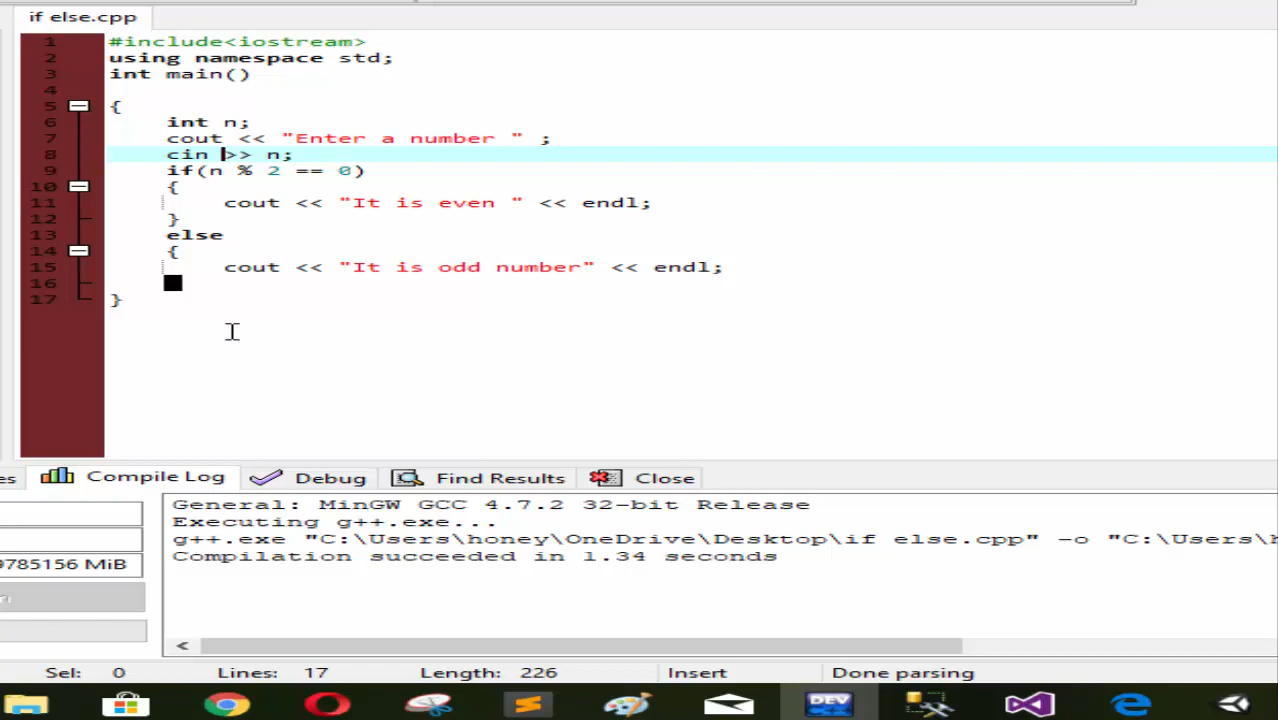 if else.cpp
1 #include<iostream>
2 using namespace std;
3 int main()
4
5 {
6 int n;
7 cout << "Enter a number " ;
8 cin >> n;
9 if(n % 2 == 0)
10 {
11 cout << "It is even " << endl;
12 }
13 else
14 {
15 cout << "It is odd number" << endl;
16
17 }
es Compile Log Debug Find Results Close
General: MinGW GCC 4.7.2 32-bit Release
Executing g++.exe...
g++.exe "C:\Users\honey\OneDrive\Desktop\if else.cpp" -o "C:\Users\h
9785156 MiB
Compilation succeeded in 1.34 seconds
Sel: 0 Lines: 17 Length: 226 Insert Done parsing
DEV